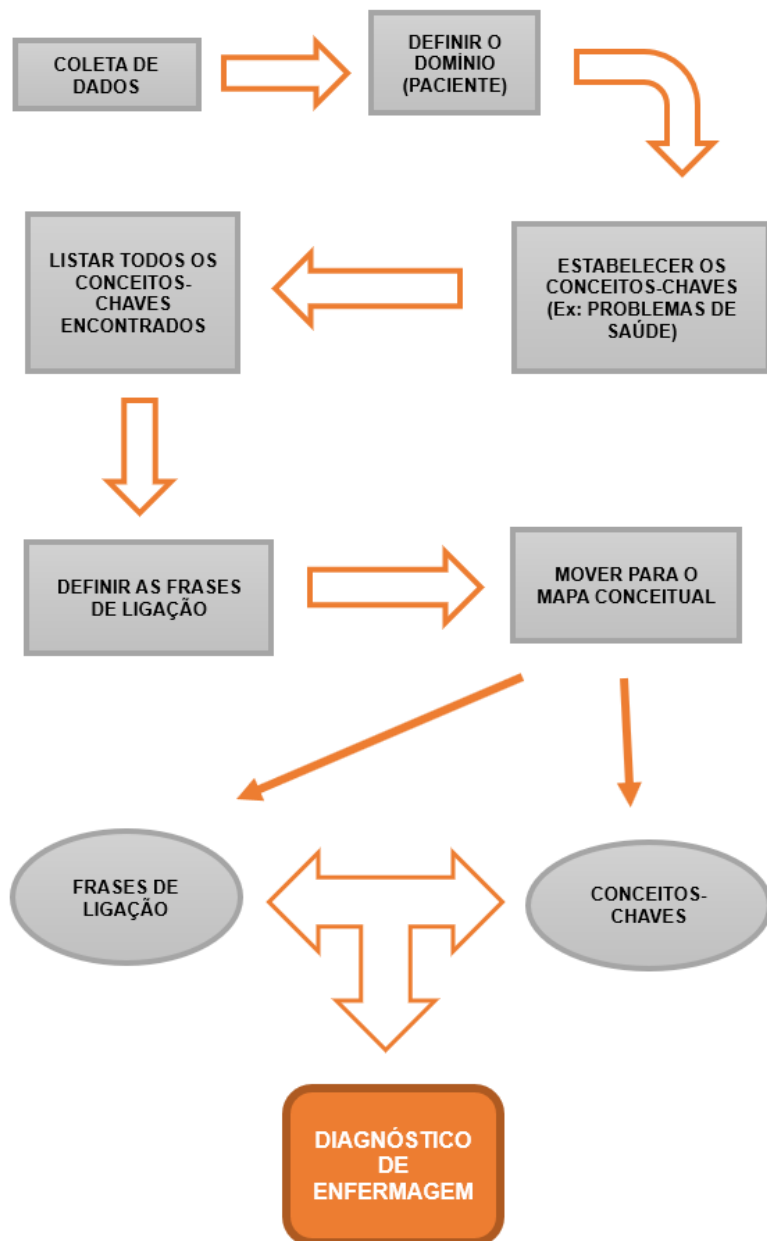 COLETA DE
DADOS
DEFINIR O
DOMÍNIO
(PACIENTE)
ESTABELECER OS
CONCEITOS-CHAVES
(Ex: PROBLEMAS DE
SAÚDE)
LISTAR TODOS OS
CONCEITOS-
CHAVES
ENCONTRADOS
DEFINIR AS FRASES
DE LIGAÇÃO
MOVER PARA O
MAPA CONCEITUAL
FRASES DE
LIGAÇÃO
CONCEITOS-
CHAVES
DIAGNÓSTICO
DE
ENFERMAGEM